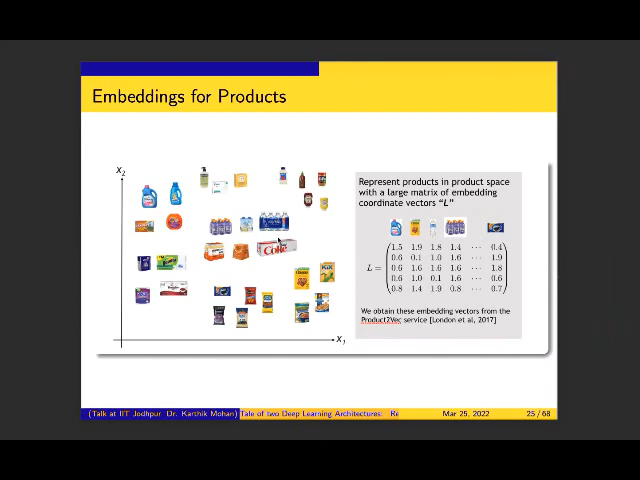 Embeddings for Products
X₂
Represent products in product space
with a large matrix of embedding
coordinate vectors "L"
1.5 1.9 1.8 1.4 ⋯ 0.4
0.6 0.1 1.0 1.6 ⋯ 1.9
L = 0.6 1.6 1.6 1.6 ⋯ 1.8
0.6 1.0 0.1 1.6 ⋯ 0.6
0.8 1.4 1.9 0.8 ⋯ 0.7
Coke
KiX
We obtain these embedding vectors from the
Product2Vec service [London et al, 2017]
X₁
(Talk at IIT Jodhpur Dr. Karthik Mohan) Tale of two Deep Learning Architectures: Re Mar 25, 2022 25 / 68